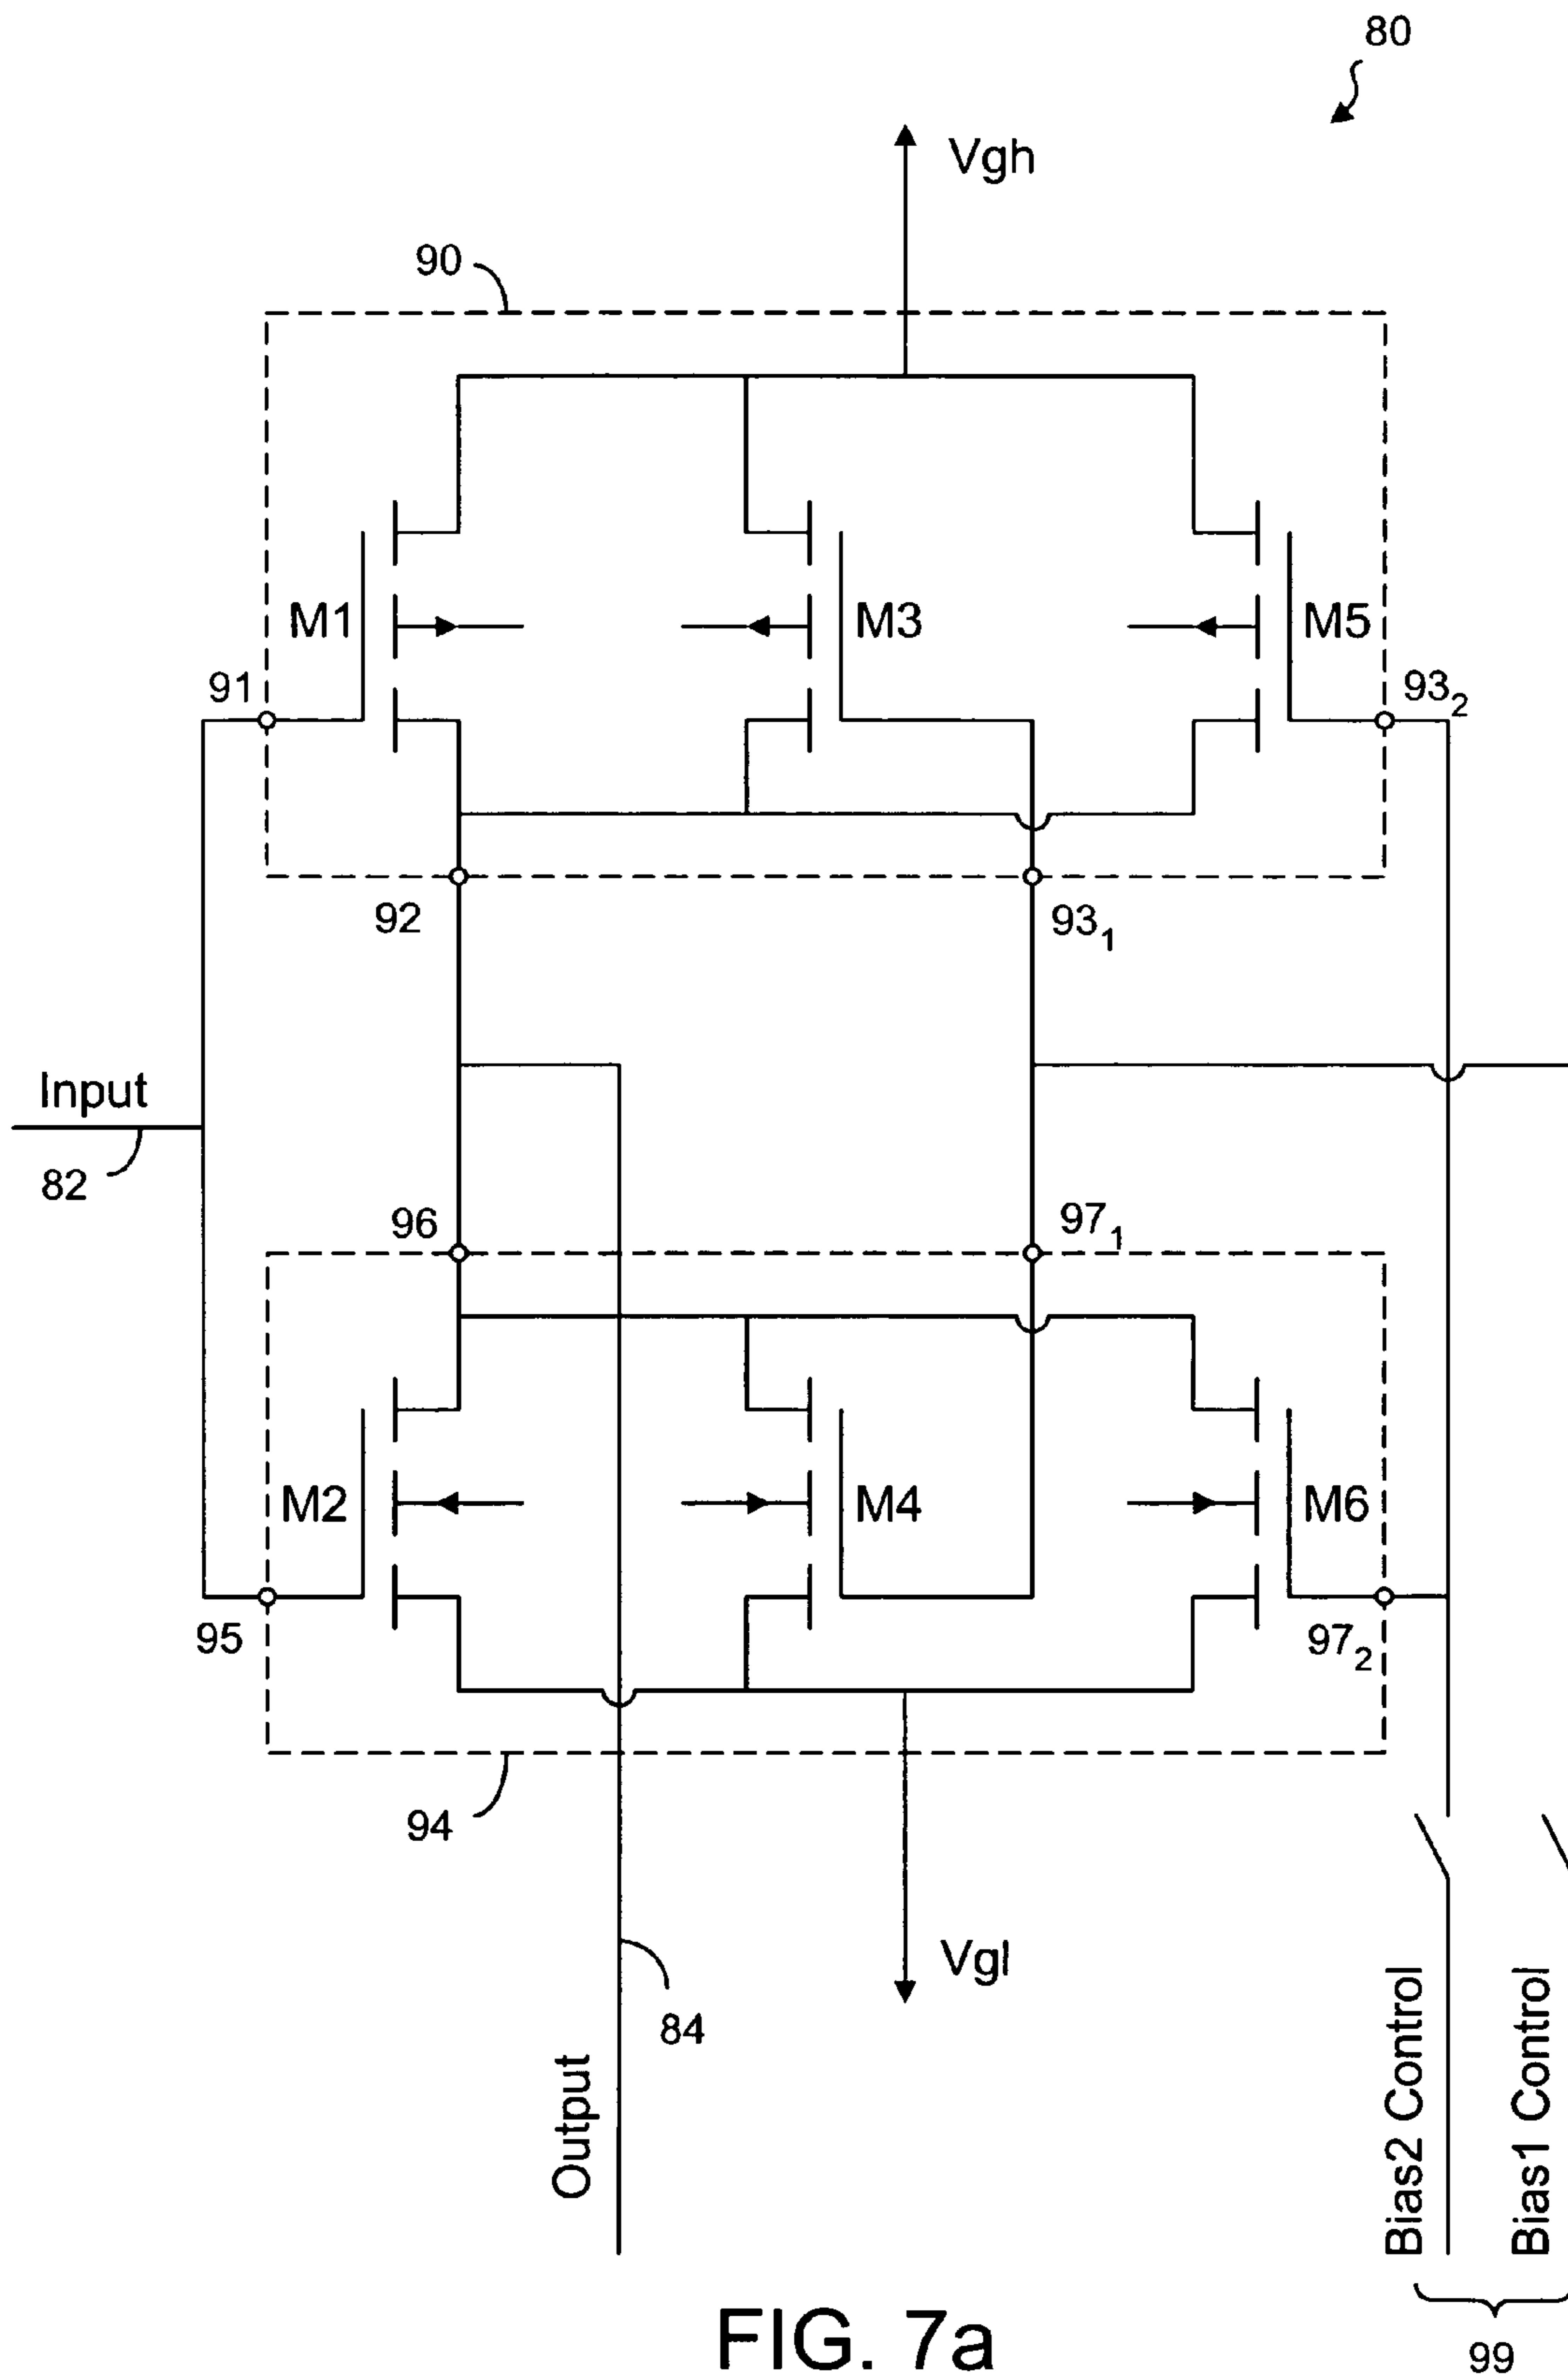 80
Vgh
90
M1
M3
M5
91
93₂
92
93₁
Input
82
96
97₁
M2
M4
M6
95
97₂
94
Vgl
84
Output
Bias2 Control
Bias1 Control
99
FIG. 7a